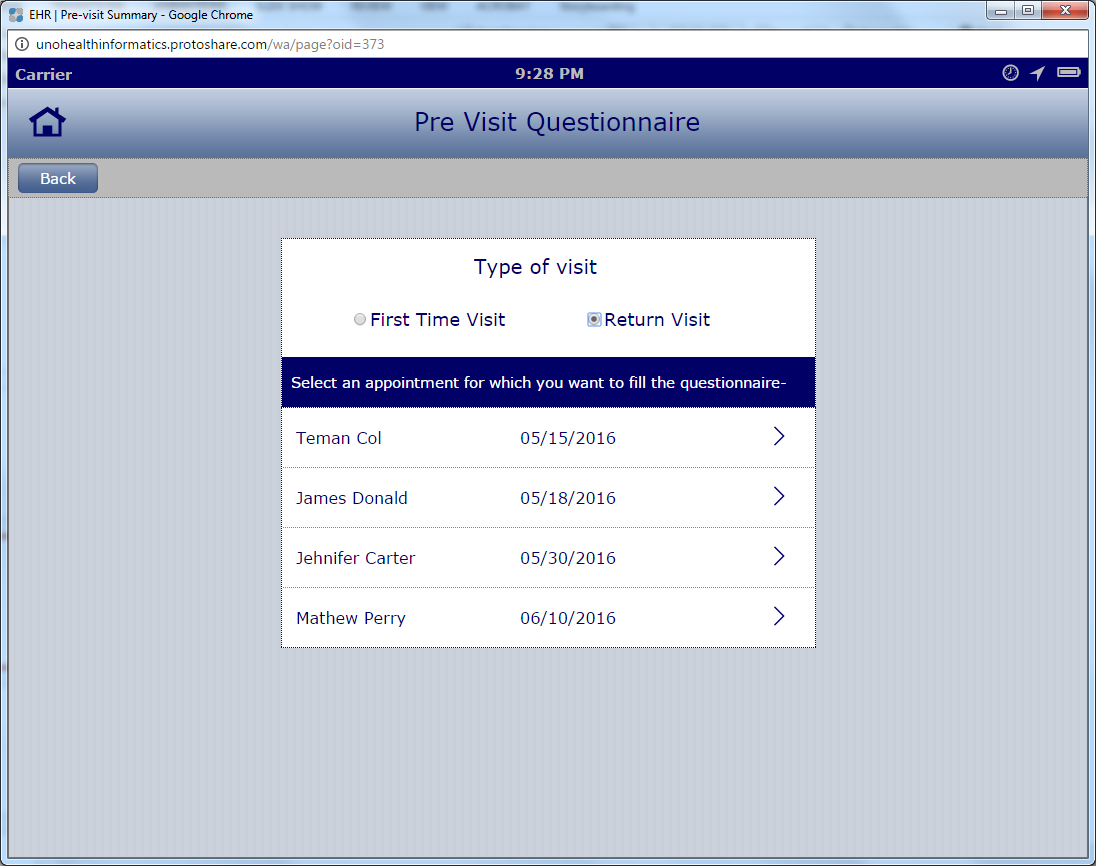 EHR | Pre-visit Summary - Google Chrome
unohealthinformatics.protoshare.com/wa/page?oid=373
Carrier 9:28 PM
Pre Visit Questionnaire
Back
Type of visit
First Time Visit Return Visit
Select an appointment for which you want to fill the questionnaire-
Teman Col 05/15/2016
James Donald 05/18/2016
Jehnifer Carter 05/30/2016
Mathew Perry 06/10/2016